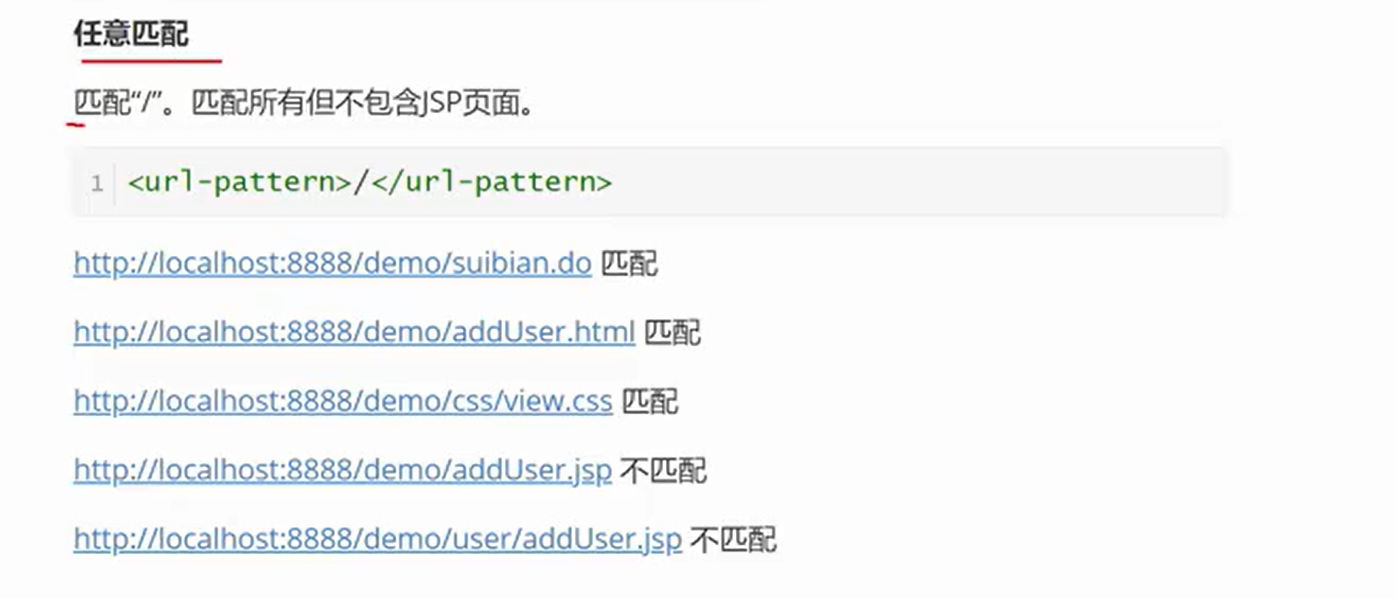 任意匹配
匹配“/”。匹配所有但不包含JSP页面。
1 <url-pattern>/</url-pattern>
http://localhost:8888/demo/suibian.do 匹配
http://localhost:8888/demo/addUser.html 匹配
http://localhost:8888/demo/css/view.css 匹配
http://localhost:8888/demo/addUser.jsp 不匹配
http://localhost:8888/demo/user/addUser.jsp 不匹配